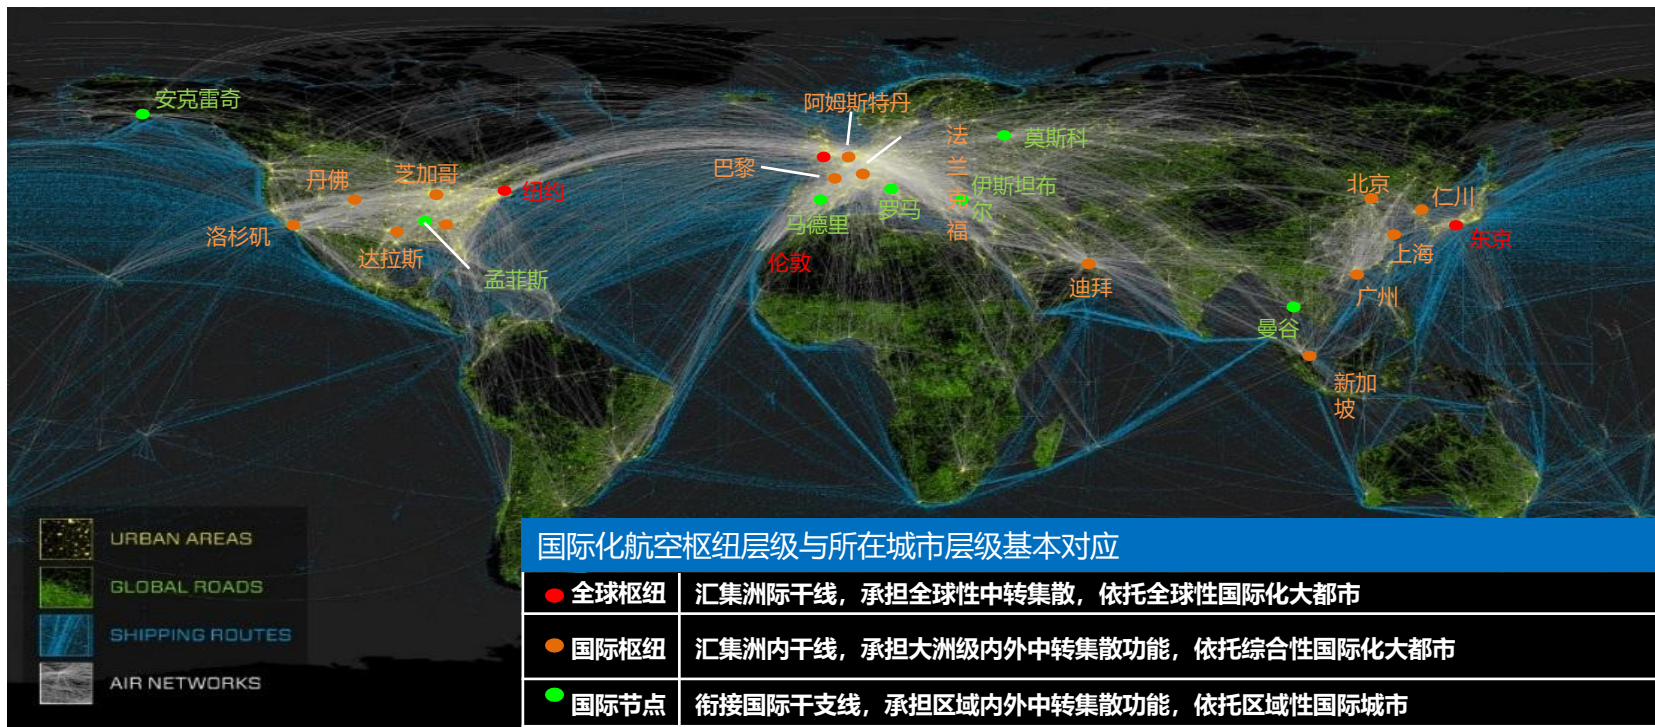 安克雷奇
阿姆斯特丹
法
兰
克
福
莫斯科
丹佛
芝加哥
纽约
巴黎
伊斯坦布
尔
北京
仁川
洛杉矶
达拉斯
孟菲斯
马德里
罗马
伦敦
迪拜
上海
东京
广州
曼谷
新加
坡
URBAN AREAS
GLOBAL ROADS
SHIPPING ROUTES
AIR NETWORKS
国际化航空枢纽层级与所在城市层级基本对应
全球枢纽 汇集洲际干线，承担全球性中转集散，依托全球性国际化大都市
国际枢纽 汇集洲内干线，承担大洲级内外中转集散功能，依托综合性国际化大都市
国际节点 衔接国际干支线，承担区域内外中转集散功能，依托区域性国际城市